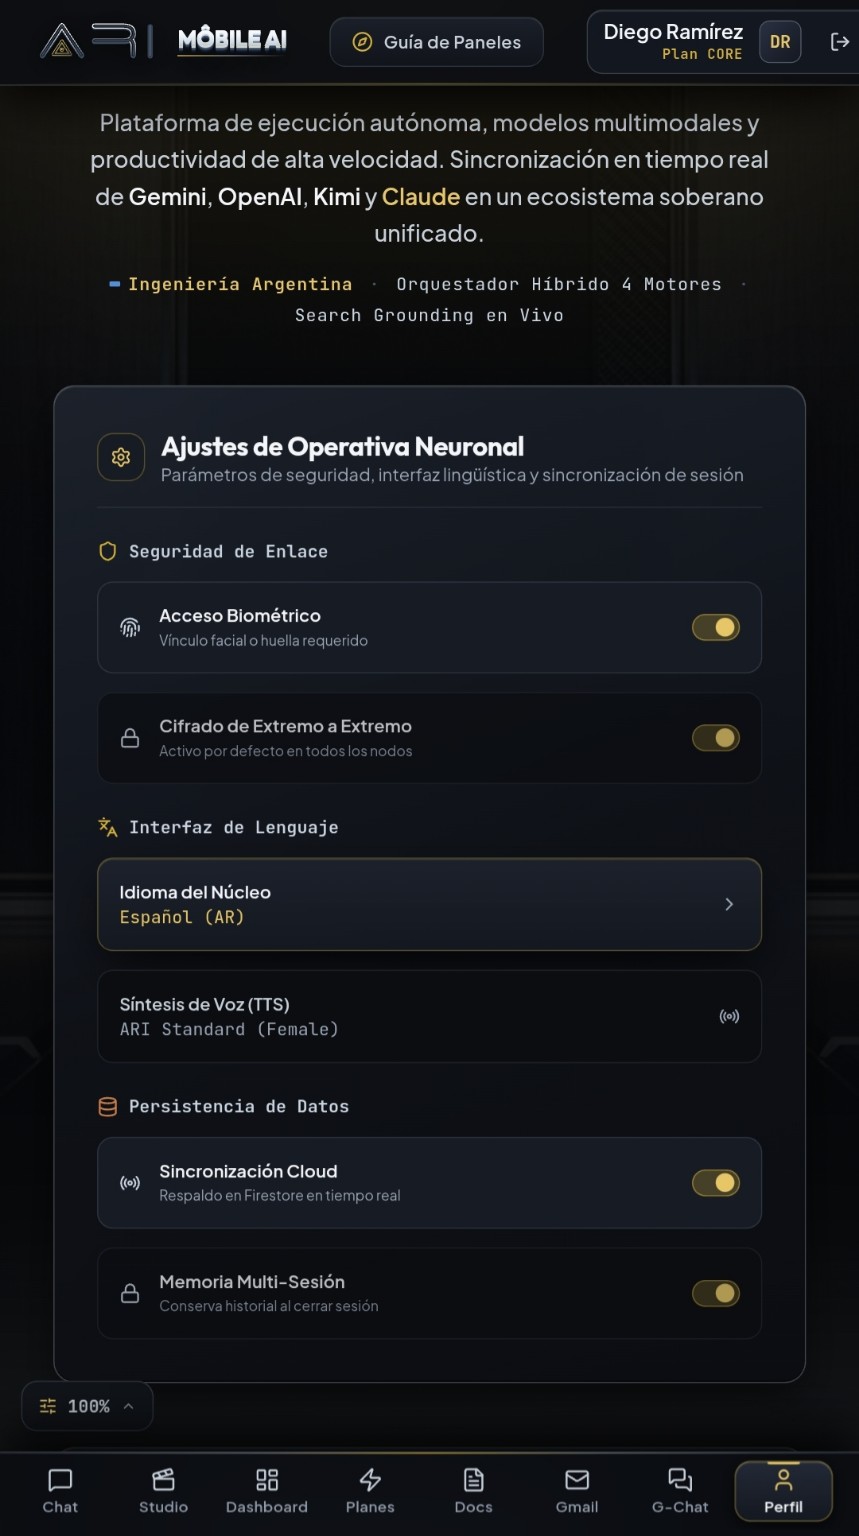 ARI
MÔBILE AI
Guía de Paneles
Diego Ramírez
Plan CORE
DR
Plataforma de ejecución autónoma, modelos multimodales y
productividad de alta velocidad. Sincronización en tiempo real
de Gemini, OpenAI, Kimi y Claude en un ecosistema soberano
unificado.
Ingeniería Argentina · Orquestador Híbrido 4 Motores ·
Search Grounding en Vivo
Ajustes de Operativa Neuronal
Parámetros de seguridad, interfaz lingüística y sincronización de sesión
Seguridad de Enlace
Acceso Biométrico
Vínculo facial o huella requerido
Cifrado de Extremo a Extremo
Activo por defecto en todos los nodos
Interfaz de Lenguaje
Idioma del Núcleo
Español (AR)
Síntesis de Voz (TTS)
ARI Standard (Female)
Persistencia de Datos
Sincronización Cloud
Respaldo en Firestore en tiempo real
Memoria Multi-Sesión
Conserva historial al cerrar sesión
100%
Chat
Studio
Dashboard
Planes
Docs
Gmail
G-Chat
Perfil